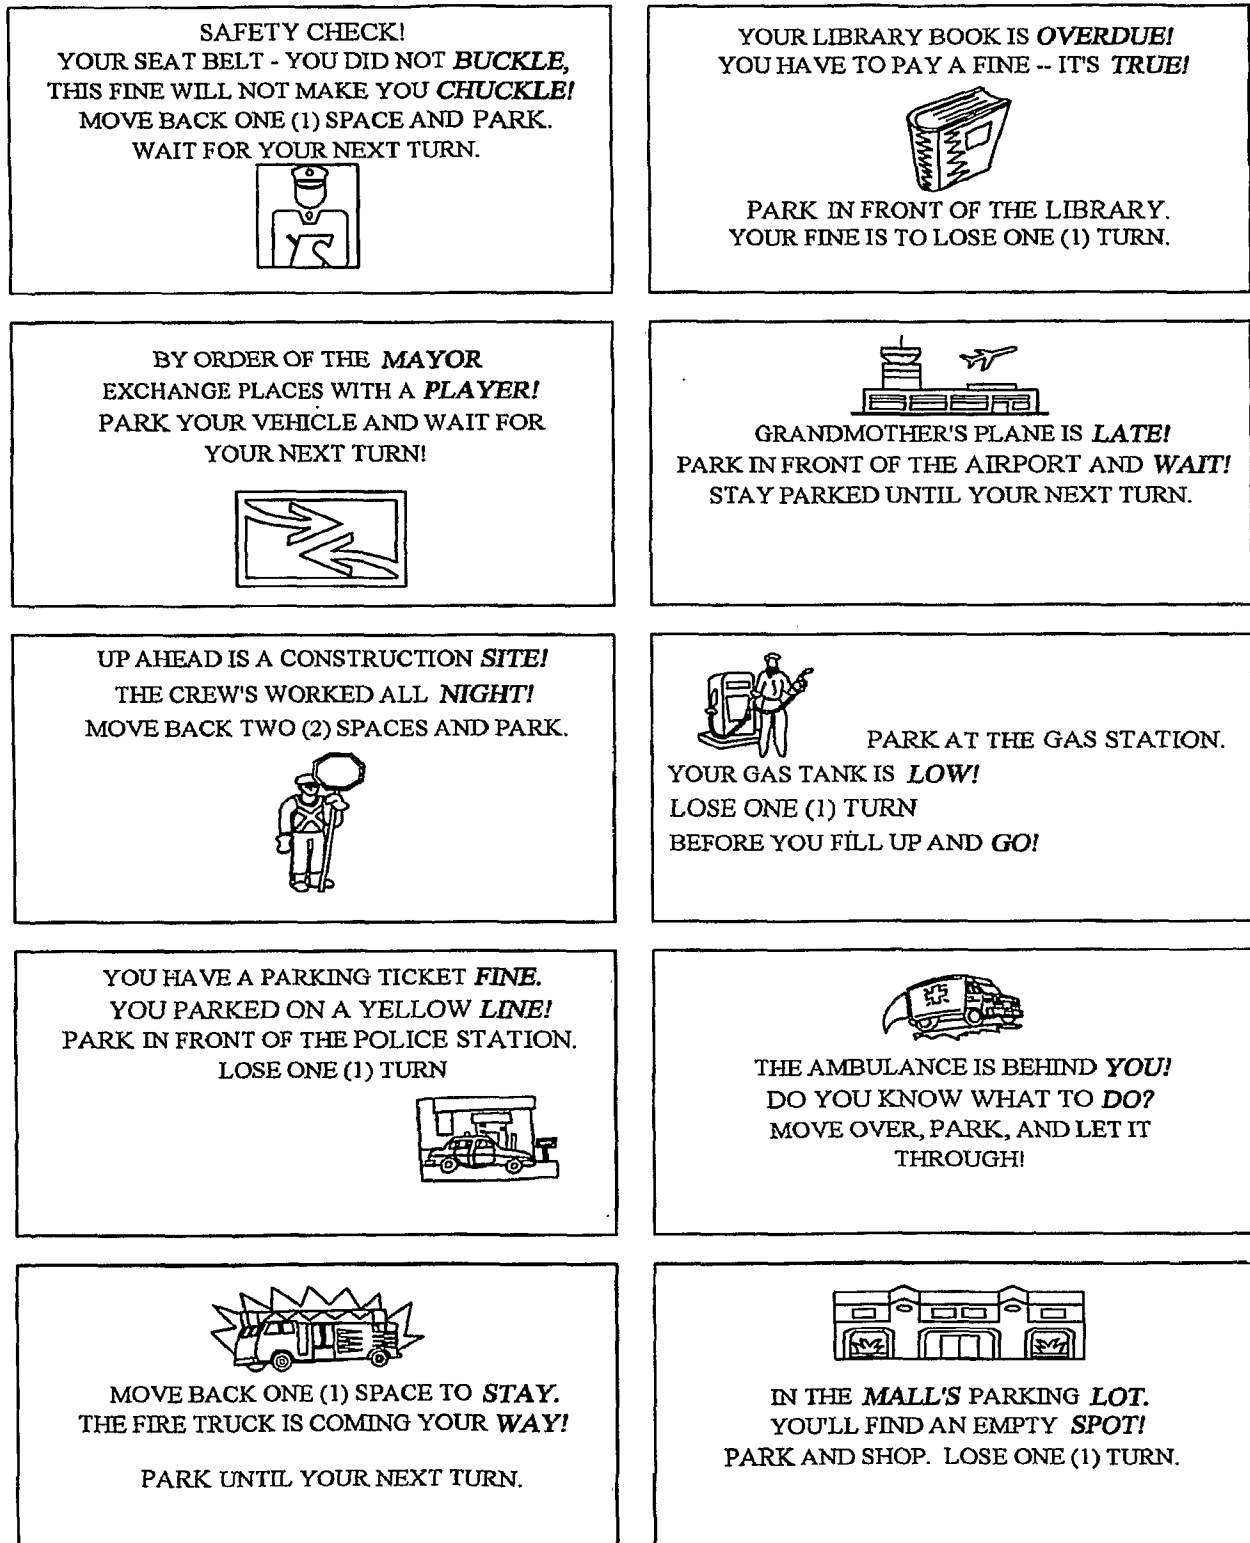 SAFETY CHECK!
YOUR SEAT BELT - YOU DID NOT BUCKLE,
THIS FINE WILL NOT MAKE YOU CHUCKLE!
MOVE BACK ONE (1) SPACE AND PARK.
WAIT FOR YOUR NEXT TURN.
YOUR LIBRARY BOOK IS OVERDUE!
YOU HAVE TO PAY A FINE -- IT'S TRUE!
PARK IN FRONT OF THE LIBRARY.
YOUR FINE IS TO LOSE ONE (1) TURN.
BY ORDER OF THE MAYOR
EXCHANGE PLACES WITH A PLAYER!
PARK YOUR VEHICLE AND WAIT FOR
YOUR NEXT TURN!
GRANDMOTHER'S PLANE IS LATE!
PARK IN FRONT OF THE AIRPORT AND WAIT!
STAY PARKED UNTIL YOUR NEXT TURN.
UP AHEAD IS A CONSTRUCTION SITE!
THE CREW'S WORKED ALL NIGHT!
MOVE BACK TWO (2) SPACES AND PARK.
PARK AT THE GAS STATION.
YOUR GAS TANK IS LOW!
LOSE ONE (1) TURN
BEFORE YOU FILL UP AND GO!
YOU HAVE A PARKING TICKET FINE.
YOU PARKED ON A YELLOW LINE!
PARK IN FRONT OF THE POLICE STATION.
LOSE ONE (1) TURN
THE AMBULANCE IS BEHIND YOU!
DO YOU KNOW WHAT TO DO?
MOVE OVER, PARK, AND LET IT
THROUGH!
MOVE BACK ONE (1) SPACE TO STAY.
THE FIRE TRUCK IS COMING YOUR WAY!
PARK UNTIL YOUR NEXT TURN.
IN THE MALL'S PARKING LOT.
YOU'LL FIND AN EMPTY SPOT!
PARK AND SHOP. LOSE ONE (1) TURN.